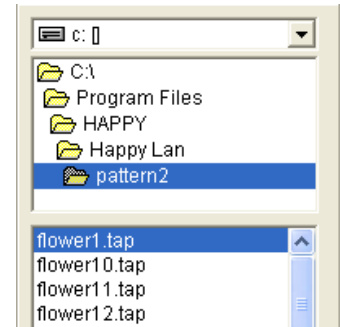 c: []
C:\
Program Files
HAPPY
Happy Lan
pattern2
flower1.tap
flower10.tap
flower11.tap
flower12.tap